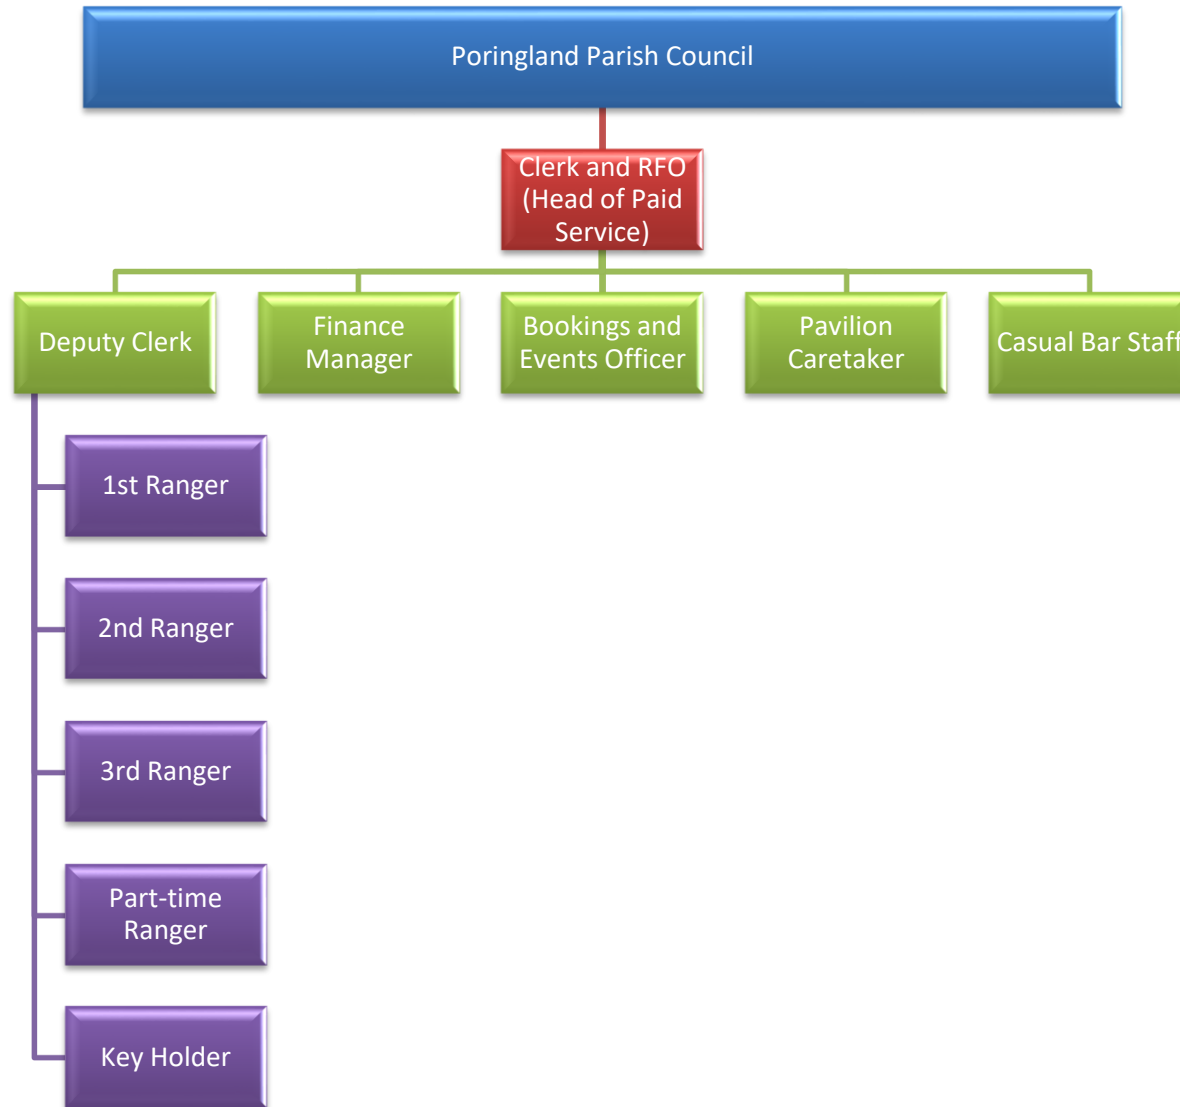 Poringland Parish Council
Clerk and RFO
(Head of Paid
Service)
Deputy Clerk
Finance
Manager
Bookings and
Events Officer
Pavilion
Caretaker
Casual Bar Staff
1st Ranger
2nd Ranger
3rd Ranger
Part-time
Ranger
Key Holder